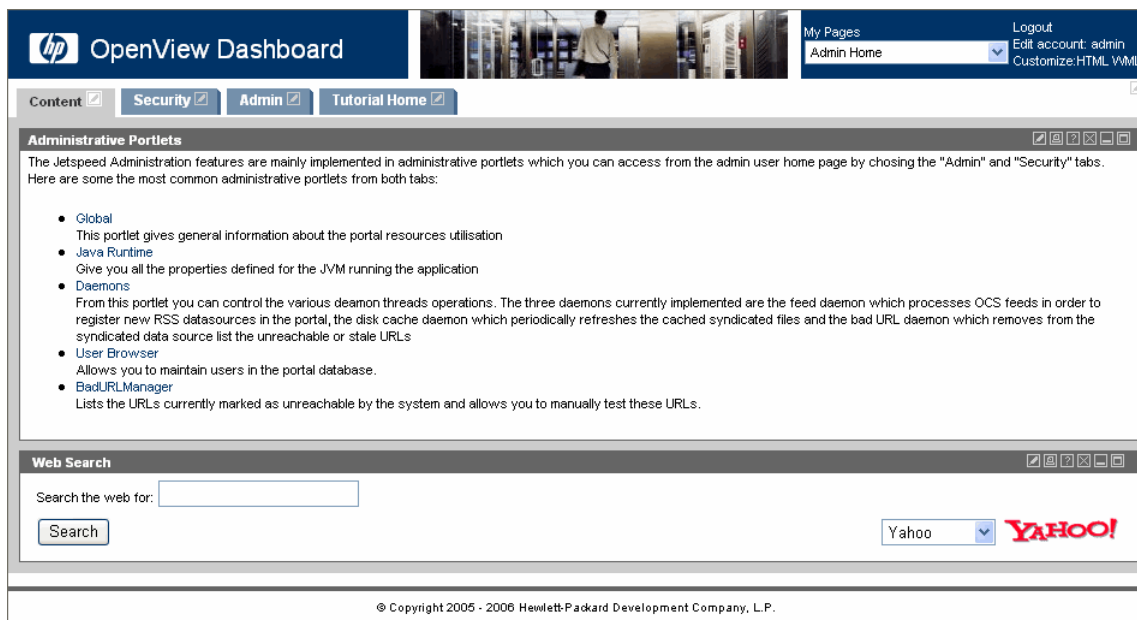 hp OpenView Dashboard
My Pages
Admin Home
Logout
Edit account: admin
Customize:HTML WML
Content
Security
Admin
Tutorial Home
Administrative Portlets
The Jetspeed Administration features are mainly implemented in administrative portlets which you can access from the admin user home page by chosing the "Admin" and "Security" tabs.
Here are some the most common administrative portlets from both tabs:
Global
This portlet gives general information about the portal resources utilisation
Java Runtime
Give you all the properties defined for the JVM running the application
Daemons
From this portlet you can control the various deamon threads operations. The three daemons currently implemented are the feed daemon which processes OCS feeds in order to
register new RSS datasources in the portal, the disk cache daemon which periodically refreshes the cached syndicated files and the bad URL daemon which removes from the
syndicated data source list the unreachable or stale URLs
User Browser
Allows you to maintain users in the portal database.
BadURLManager
Lists the URLs currently marked as unreachable by the system and allows you to manually test these URLs.
Web Search
Search the web for:
Search
Yahoo
YAHOO!
© Copyright 2005 - 2006 Hewlett-Packard Development Company, L.P.